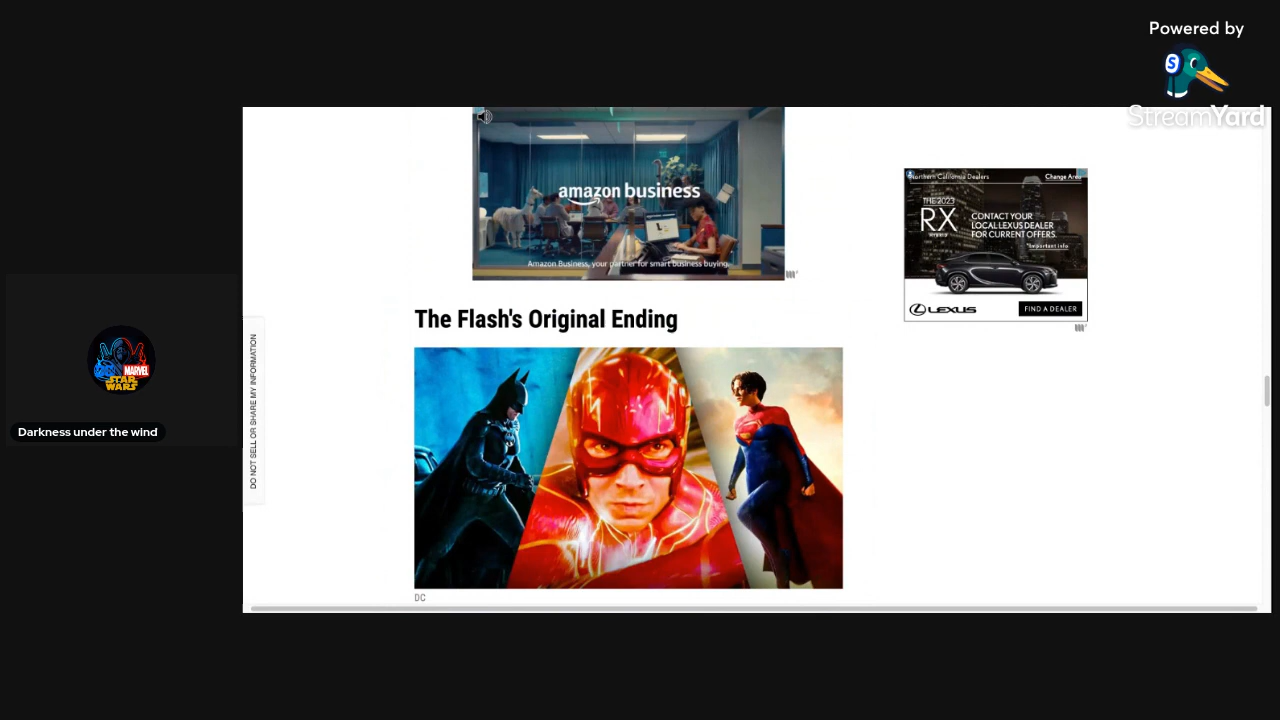 Powered by
S
StreamYard
amazon business
Amazon Business, your partner for smart business buying.
Northern California Dealers
Change Area
THE 2023
RX
HYBRID
CONTACT YOUR
LOCAL LEXUS DEALER
FOR CURRENT OFFERS.
*Important Info
LEXUS
FIND A DEALER
The Flash's Original Ending
DO NOT SELL OR SHARE MY INFORMATION
DC
MARVEL
STAR
WARS
Darkness under the wind
DC